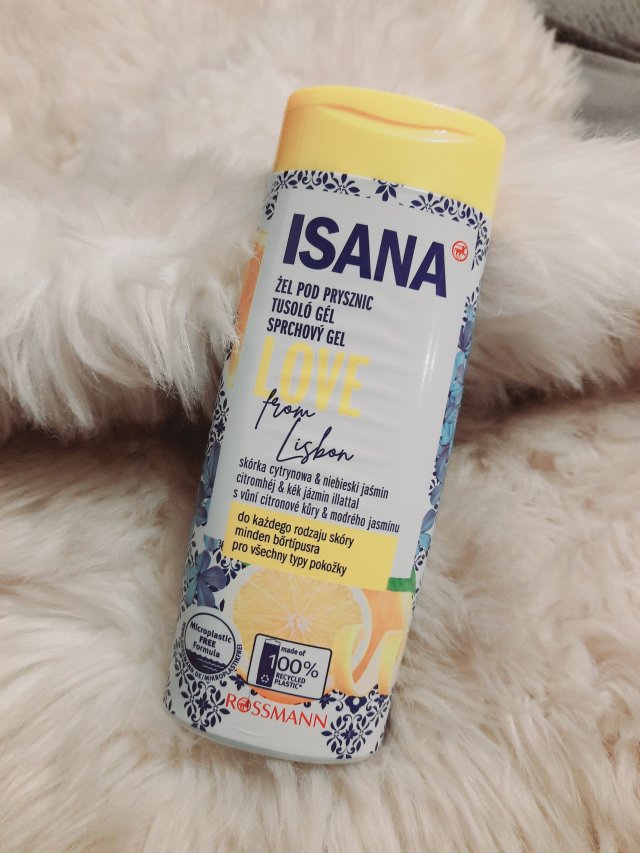 ISANA
ŻEL POD PRYSZNIC
TUSOLÓ GÉL
SPRCHOVÝ GEL
LOVE
from
Lisbon
skórka cytrynowa & niebieski jaśmin
citromhéj & kék jázmin illattal
s vůní citronové kůry & modrého jasmínu
do każdego rodzaju skóry
minden bőrtípusra
pro všechny typy pokožky
Microplastic
FREE
Formula
made of
100%
RECYCLED
PLASTIC*
ROSSMANN